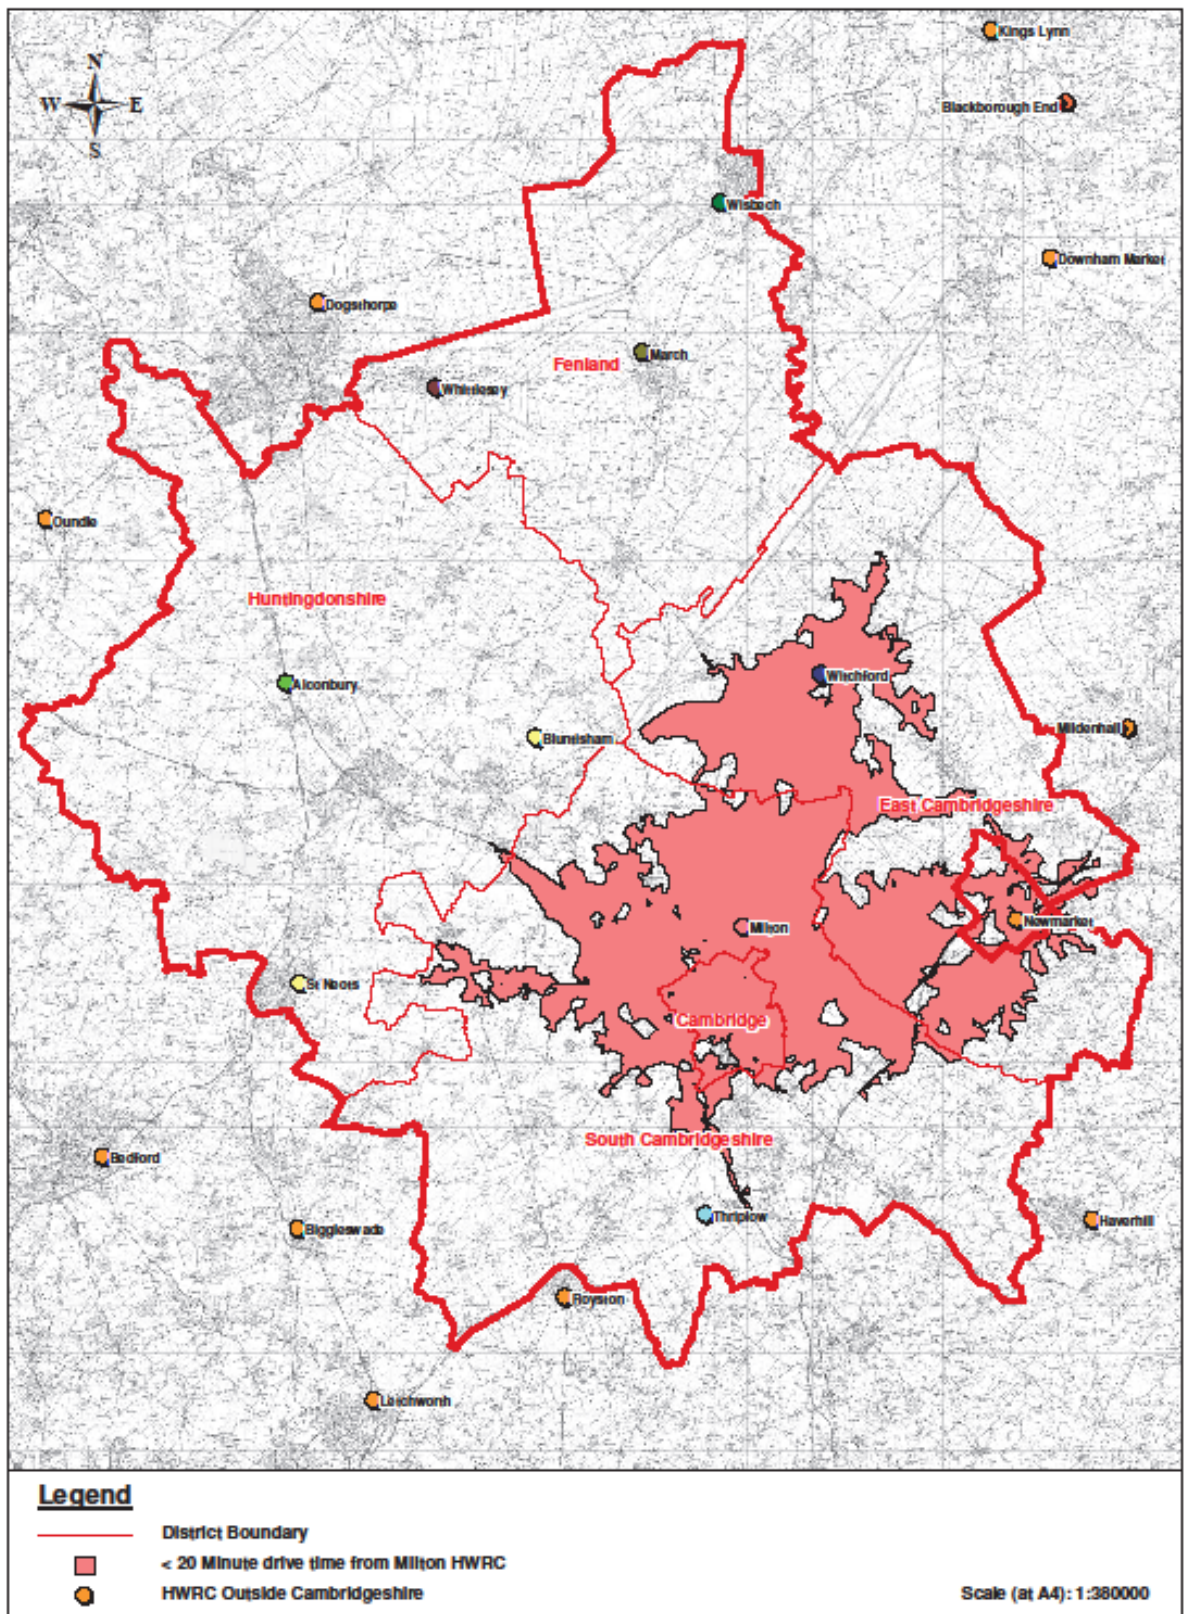 Kings Lynn
N
W E
S
Blackborough End
Wisbech
Downham Market
Dogsthorpe
March
Fenland
Whittlesey
Oundle
Huntingdonshire
Witchford
Alconbury
Mildenhall
Bluntisham
East Cambridgeshire
Newmarket
Milton
St Neots
Cambridge
South Cambridgeshire
Bedford
Thriplow
Haverhill
Biggleswade
Royston
Letchworth
Legend
District Boundary
< 20 Minute drive time from Milton HWRC
HWRC Outside Cambridgeshire
Scale (at A4): 1:380000